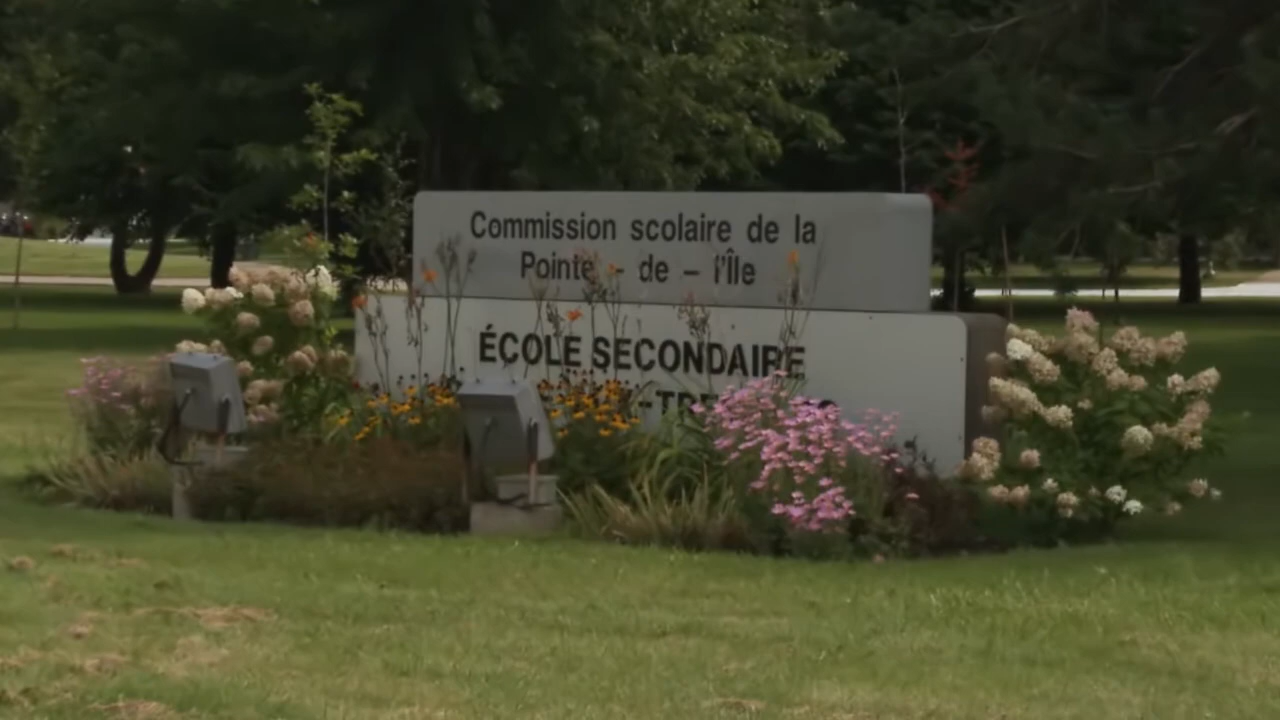 Commission scolaire de la
Pointe - de - l'Île
ÉCOLE SECONDAIRE